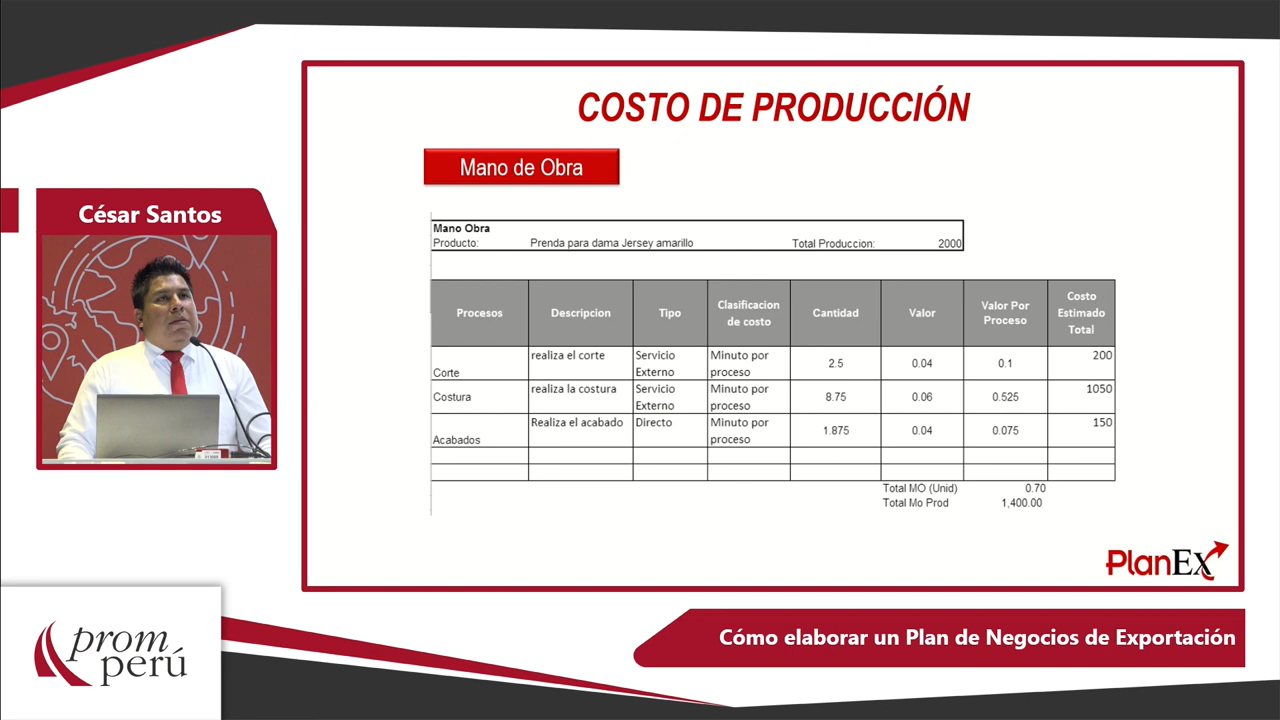 COSTO DE PRODUCCIÓN
Mano de Obra
César Santos
Mano Obra
Producto: Prenda para dama Jersey amarillo Total Produccion: 2000
Procesos Descripcion Tipo Clasificacion de costo Cantidad Valor Valor Por Proceso Costo Estimado Total
Corte realiza el corte Servicio Externo Minuto por proceso 2.5 0.04 0.1 200
Costura realiza la costura Servicio Externo Minuto por proceso 8.75 0.06 0.525 1050
Acabados Realiza el acabado Directo Minuto por proceso 1.875 0.04 0.075 150
Total MO (Unid) 0.70
Total Mo Prod 1,400.00
PlanEx
Cómo elaborar un Plan de Negocios de Exportación
prom
perú